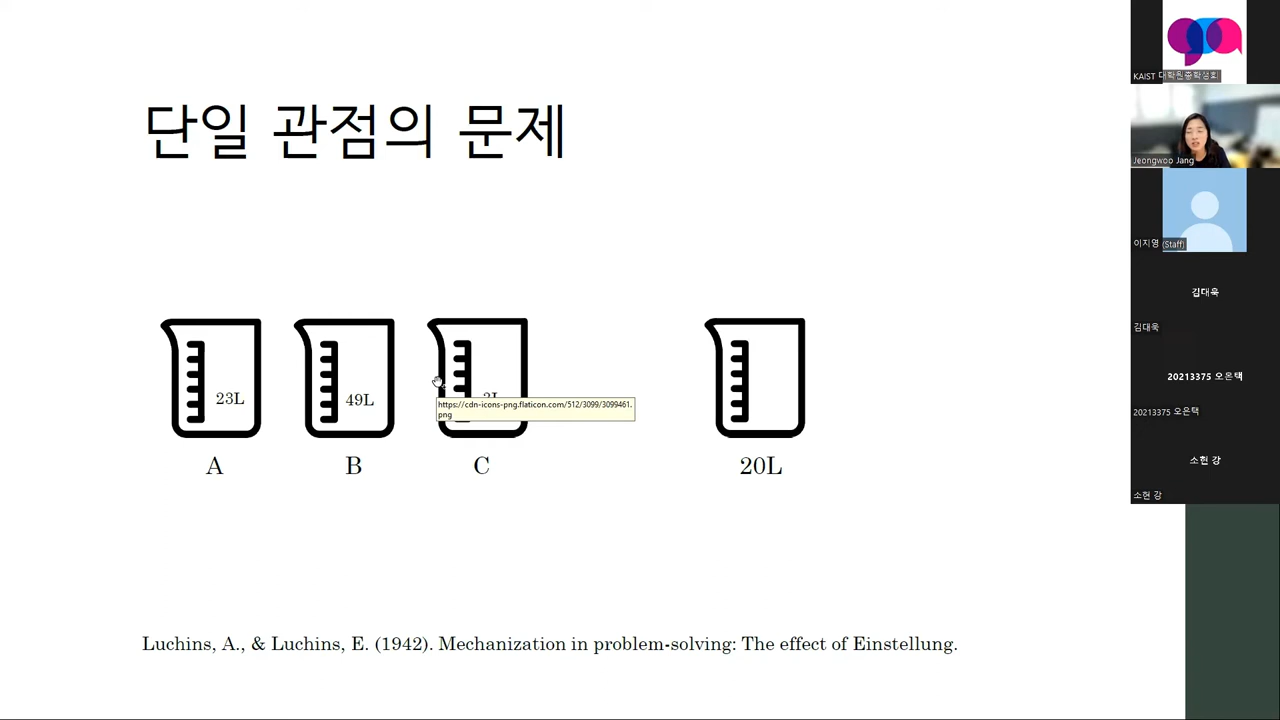 단일 관점의 문제
23L
49L
A
B
C
20L
https://cdn-icons-png.flaticon.com/512/3099/3099461.
png
Luchins, A., & Luchins, E. (1942). Mechanization in problem-solving: The effect of Einstellung.
KAIST 대학원총학생회
Jeongwoo Jang
이지영 (Staff)
김대욱
김대욱
20213375 오은택
20213375 오은택
소현 강
소현 강